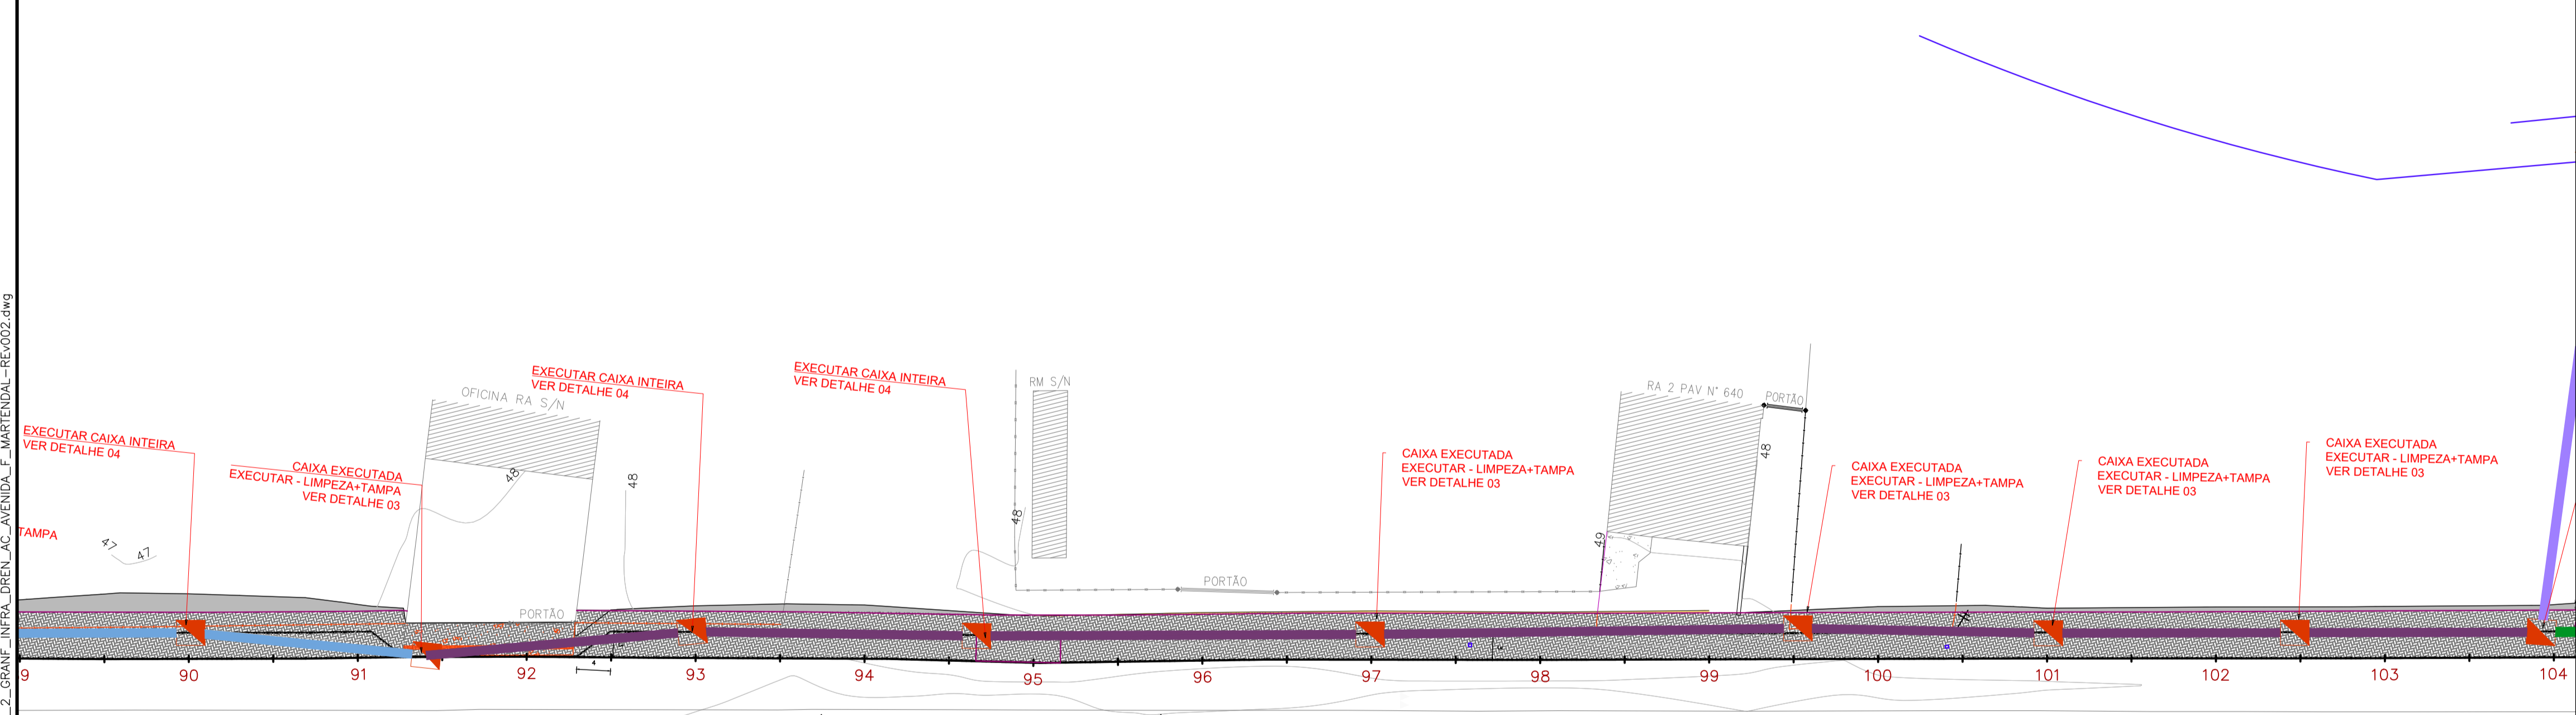 _2_GRANF_INFRA_DREN_AC_AVENIDA_F_MARTENDAL-REv002.dwg
EXECUTAR CAIXA INTEIRA
VER DETALHE 04
TAMPA
47
47
CAIXA EXECUTADA
EXECUTAR - LIMPEZA+TAMPA
VER DETALHE 03
OFICINA RA S/N
48
48
PORTÃO
EXECUTAR CAIXA INTEIRA
VER DETALHE 04
EXECUTAR CAIXA INTEIRA
VER DETALHE 04
RM S/N
48
PORTÃO
CAIXA EXECUTADA
EXECUTAR - LIMPEZA+TAMPA
VER DETALHE 03
RA 2 PAV N° 640
PORTÃO
48
49
CAIXA EXECUTADA
EXECUTAR - LIMPEZA+TAMPA
VER DETALHE 03
CAIXA EXECUTADA
EXECUTAR - LIMPEZA+TAMPA
VER DETALHE 03
CAIXA EXECUTADA
EXECUTAR - LIMPEZA+TAMPA
VER DETALHE 03
9 90 91 92 93 94 95 96 97 98 99 100 101 102 103 104